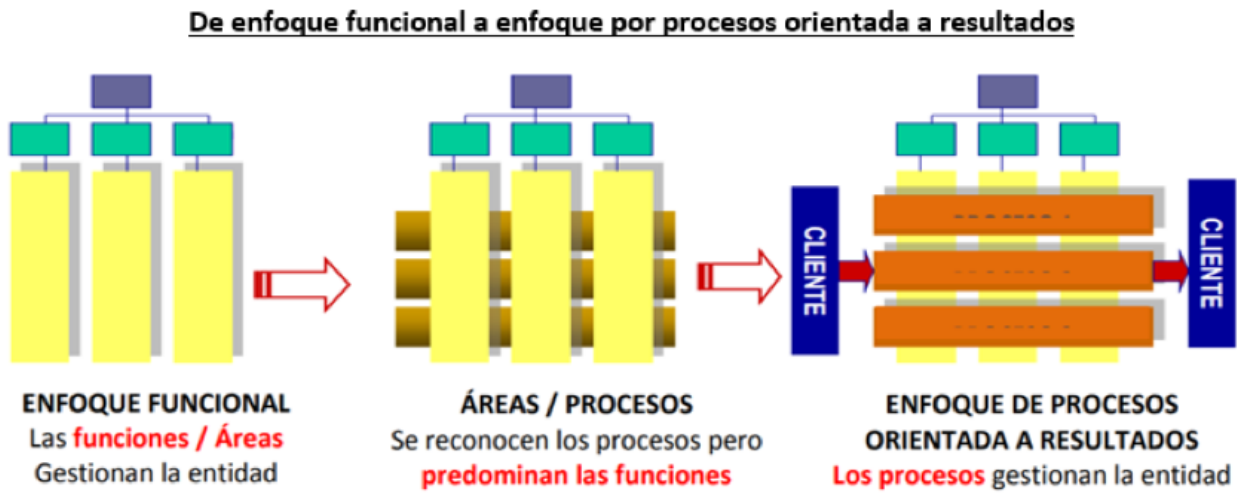 De enfoque funcional a enfoque por procesos orientada a resultados
CLIENTE
CLIENTE
ENFOQUE FUNCIONAL
Las funciones / Áreas
Gestionan la entidad
ÁREAS / PROCESOS
Se reconocen los procesos pero
predominan las funciones
ENFOQUE DE PROCESOS
ORIENTADA A RESULTADOS
Los procesos gestionan la entidad